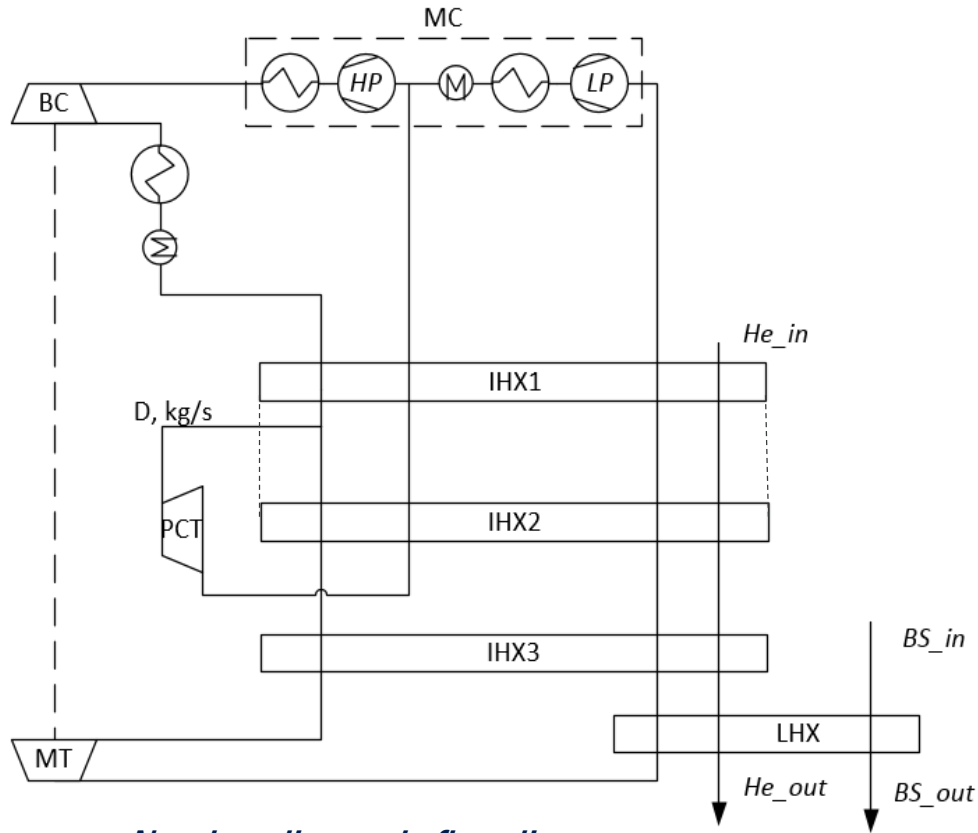 MC
HP
M
LP
BC
M
He_in
IHX1
D, kg/s
PCT
IHX2
IHX3
BS_in
LHX
MT
He_out
BS_out